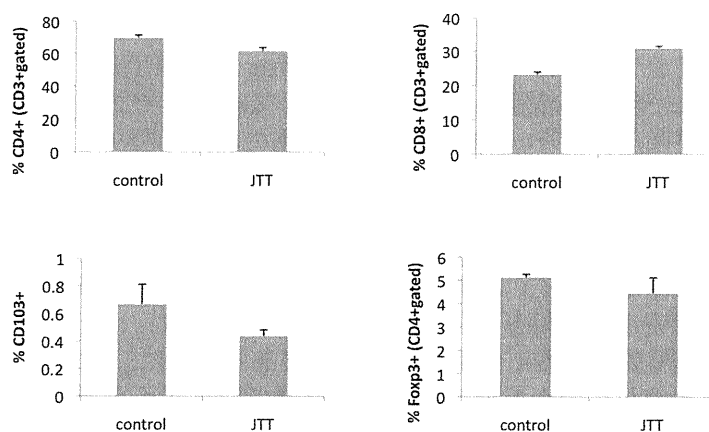 % CD4+ (CD3+gated)
80
60
40
20
0
control JTT
% CD8+ (CD3+gated)
40
30
20
10
0
control JTT
% CD103+
1
0.8
0.6
0.4
0.2
0
control JTT
% Foxp3+ (CD4+gated)
6
5
4
3
2
1
0
control JTT